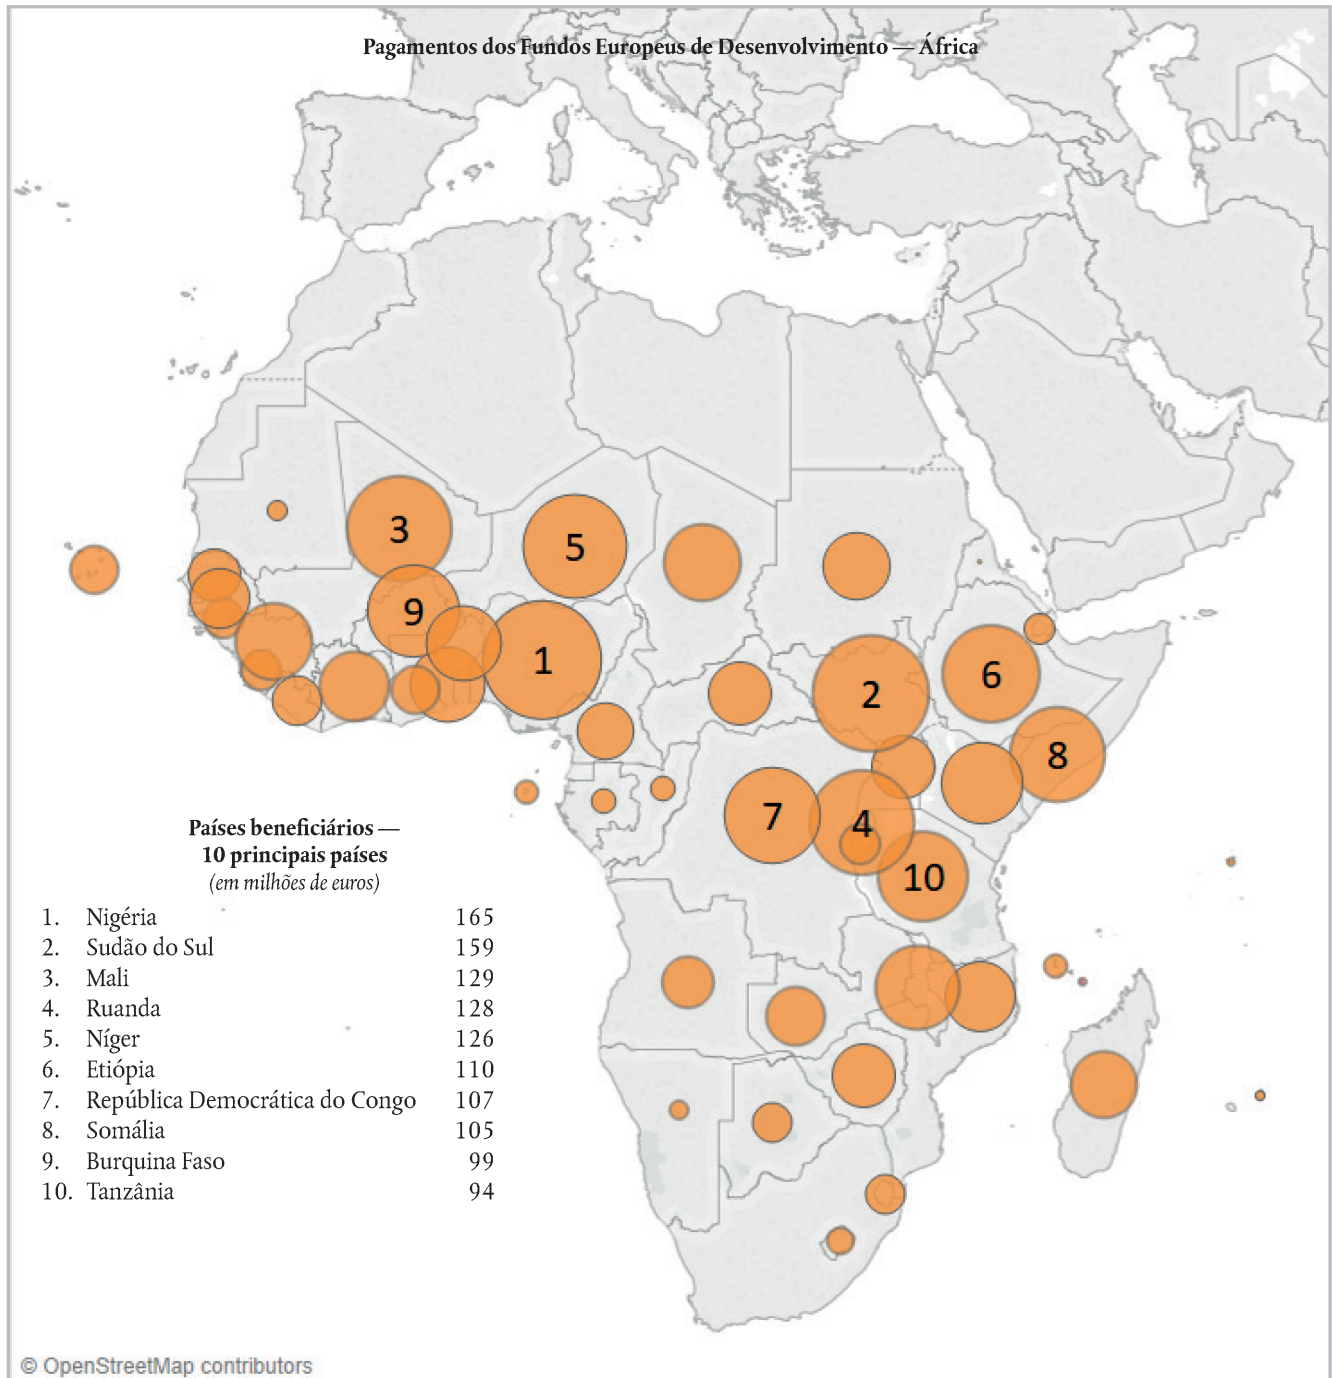 Pagamentos dos Fundos Europeus de Desenvolvimento — África
3
5
9
1
2
6
8
7
4
10
Países beneficiários —
10 principais países
(em milhões de euros)
1. Nigéria 165
2. Sudão do Sul 159
3. Mali 129
4. Ruanda 128
5. Níger 126
6. Etiópia 110
7. República Democrática do Congo 107
8. Somália 105
9. Burquina Faso 99
10. Tanzânia 94
© OpenStreetMap contributors